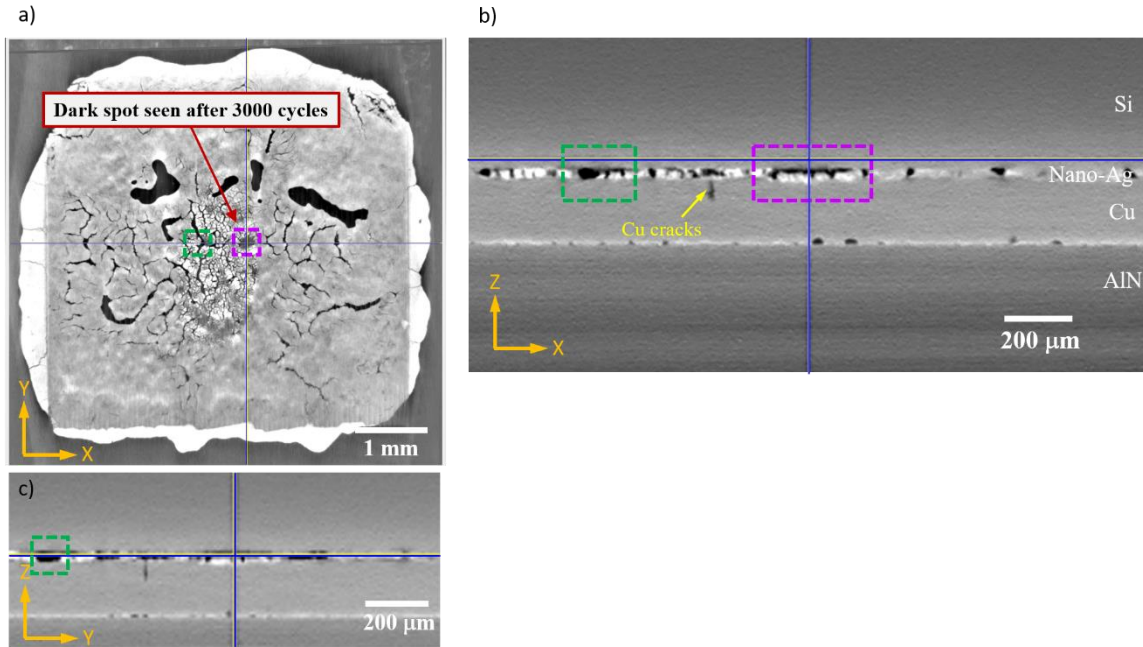 a)
Dark spot seen after 3000 cycles
Y
X
1 mm
b)
Si
Nano-Ag
Cu
Cu cracks
AlN
Z
X
200 μm
c)
Z
Y
200 μm